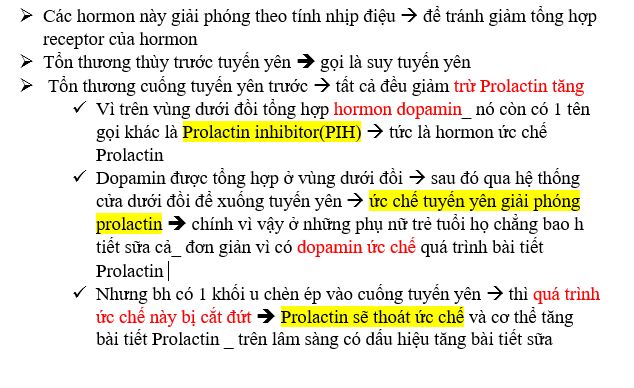 ➤ Các hormon này giải phóng theo tính nhịp điệu → để tránh giảm tổng hợp
receptor của hormon
➤ Tổn thương thùy trước tuyến yên ➔ gọi là suy tuyến yên
➤ Tổn thương cuống tuyến yên trước → tất cả đều giảm trừ Prolactin tăng
✓ Vì trên vùng dưới đồi tổng hợp hormon dopamin_ nó còn có 1 tên
gọi khác là Prolactin inhibitor(PIH) → tức là hormon ức chế
Prolactin
✓ Dopamin được tổng hợp ở vùng dưới đồi → sau đó qua hệ thống
cửa dưới đồi để xuống tuyến yên → ức chế tuyến yên giải phóng
prolactin ➔ chính vì vậy ở những phụ nữ trẻ tuổi họ chẳng bao h
tiết sữa cả_ đơn giản vì có dopamin ức chế quá trình bài tiết
Prolactin
✓ Nhưng bh có 1 khối u chèn ép vào cuống tuyến yên → thì quá trình
ức chế này bị cắt đứt ➔ Prolactin sẽ thoát ức chế và cơ thể tăng
bài tiết Prolactin _ trên lâm sàng có dấu hiệu tăng bài tiết sữa